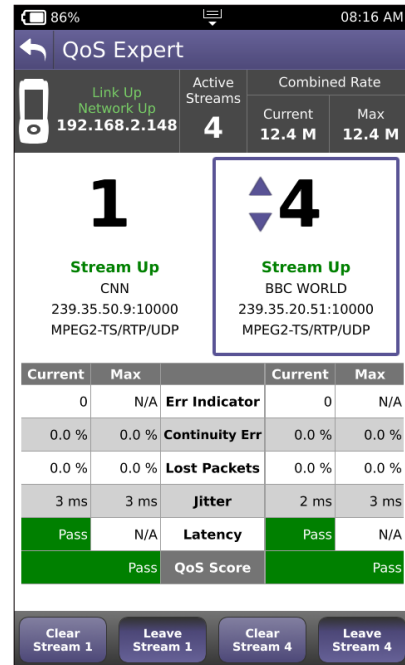 86% 08:16 AM
QoS Expert
Link Up
Network Up
192.168.2.148
Active
Streams
4
Combined Rate
Current Max
12.4 M 12.4 M
1
Stream Up
CNN
239.35.50.9:10000
MPEG2-TS/RTP/UDP
4
Stream Up
BBC WORLD
239.35.20.51:
10000
MPEG2-TS/RTP/UDP
Current Max Current Max
0 N/A Err Indicator 0 N/A
0.0 % 0.0 % Continuity Err 0.0 % 0.0 %
0.0 % 0.0 % Lost Packets 0.0 % 0.0 %
3 ms 3 ms Jitter 2 ms 3 ms
Pass N/A Latency Pass N/A
Pass QoS Score Pass
Clear
Stream 1
Leave
Stream 1
Clear
Stream 4
Leave
Stream 4